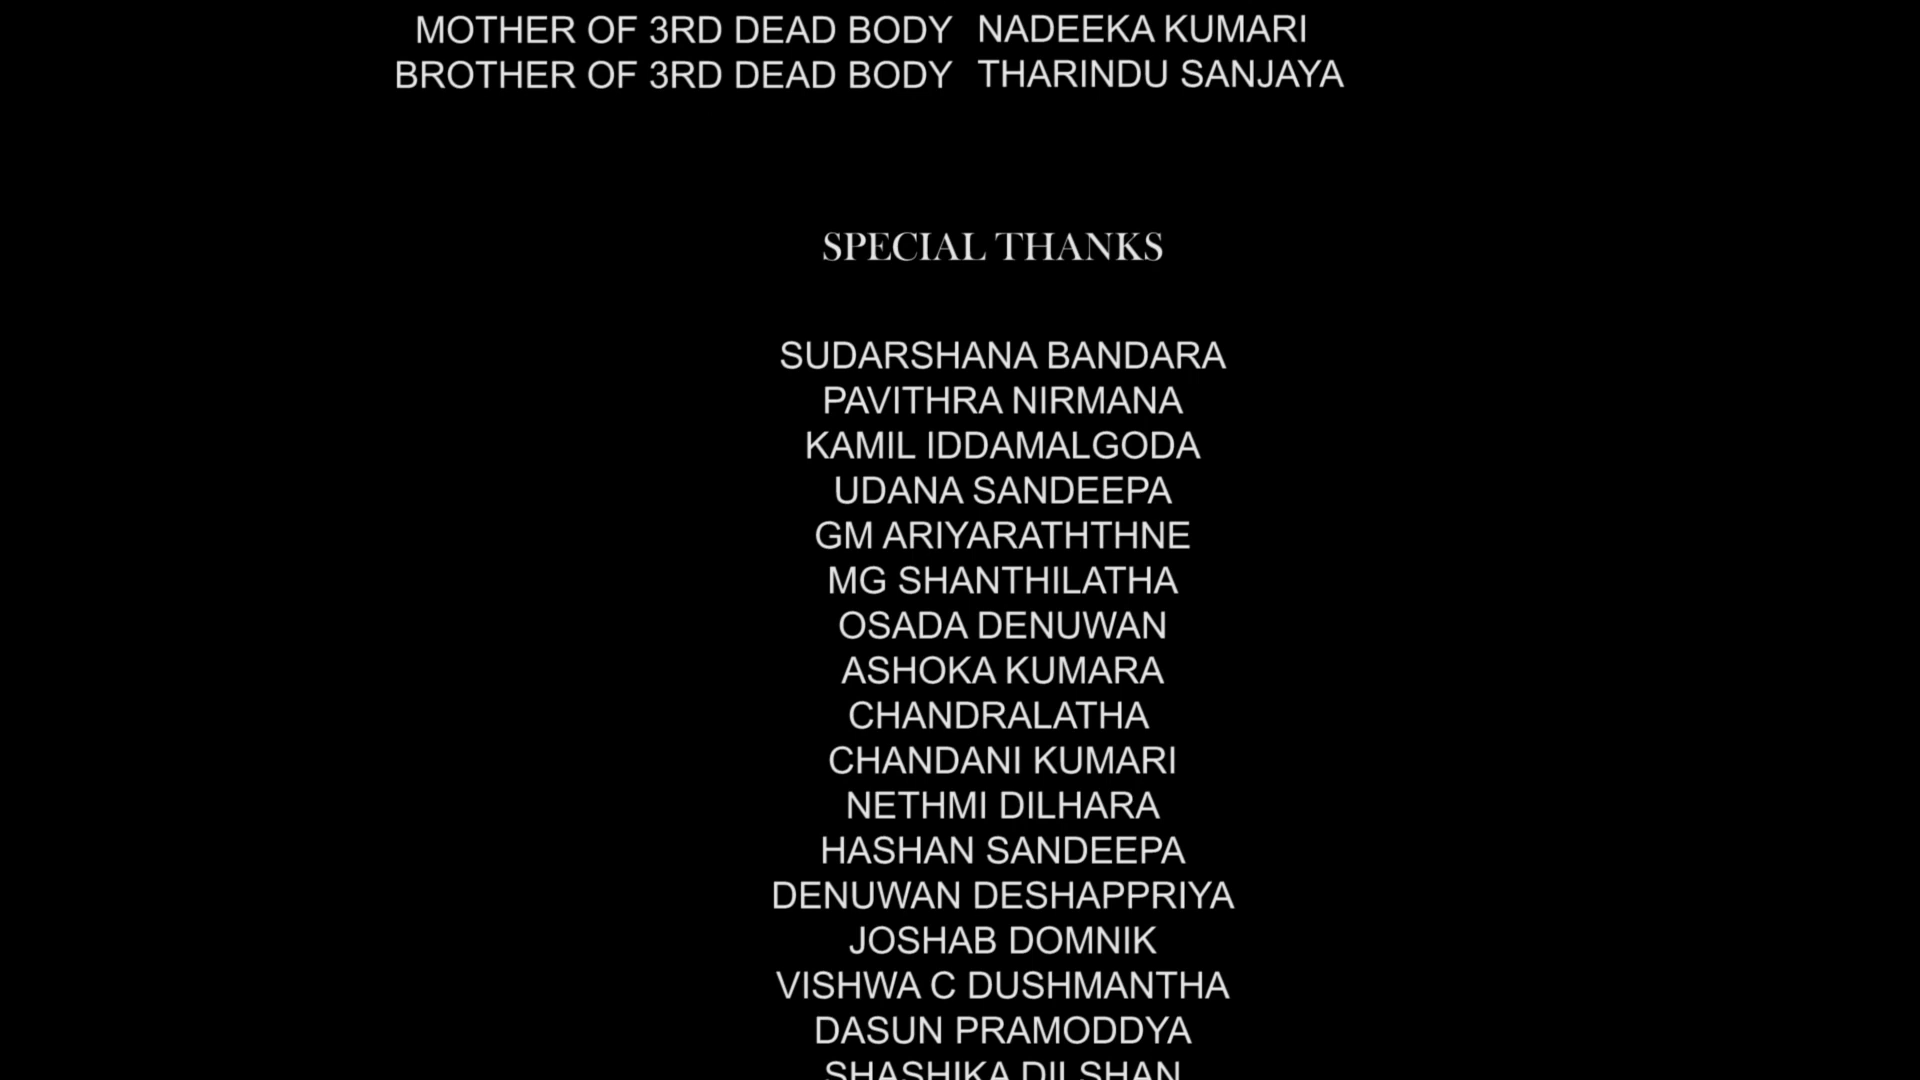 MOTHER OF 3RD DEAD BODY NADEEKA KUMARI
BROTHER OF 3RD DEAD BODY THARINDU SANJAYA
SPECIAL THANKS
SUDARSHANA BANDARA
PAVITHRA NIRMANA
KAMIL IDDAMALGODA
UDANA SANDEEPA
GM ARIYARATHTHNE
MG SHANTHILATHA
OSADA DENUWAN
ASHOKA KUMARA
CHANDRALATHA
CHANDANI KUMARI
NETHMI DILHARA
HASHAN SANDEEPA
DENUWAN DESHAPPRIYA
JOSHAB DOMNIK
VISHWA C DUSHMANTHA
DASUN PRAMODDYA
SHASHIKA DILSHAN